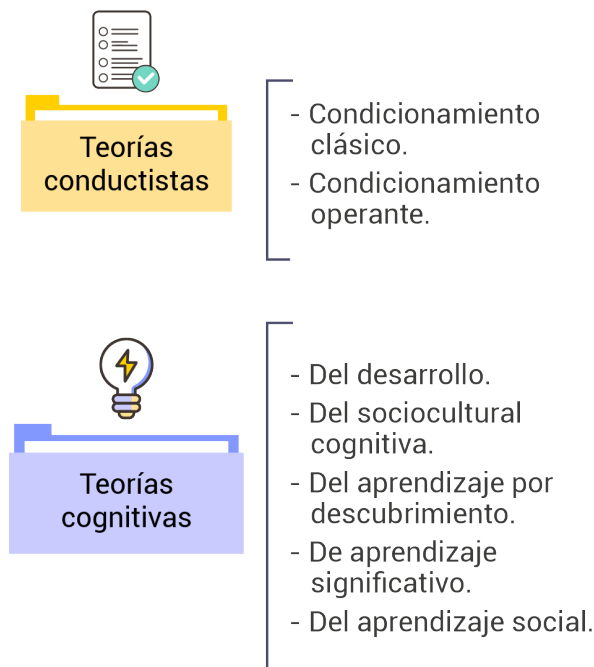 Teorías
conductistas
- Condicionamiento
clásico.
- Condicionamiento
operante.
Teorías
cognitivas
- Del desarrollo.
- Del sociocultural
cognitiva.
- Del aprendizaje por
descubrimiento.
- De aprendizaje
significativo.
- Del aprendizaje social.